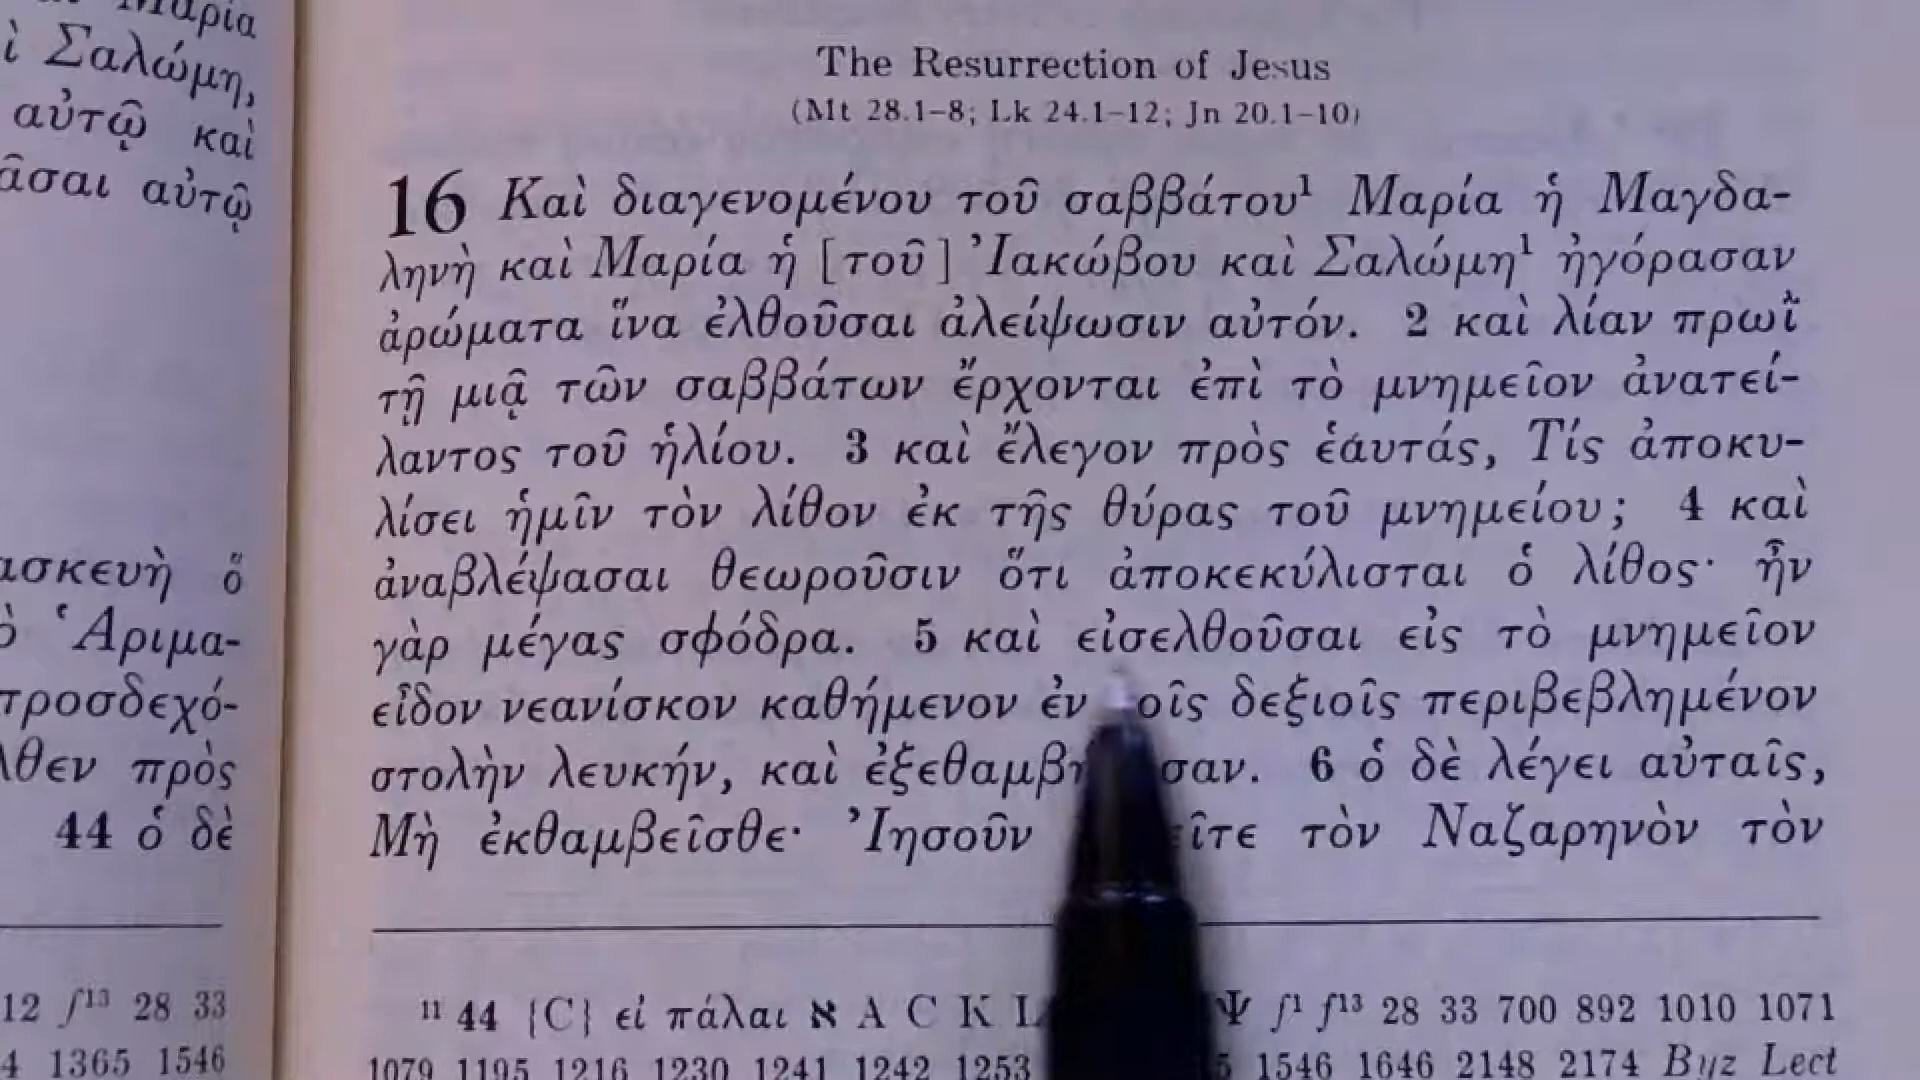 Μαρία
ὶ Σαλώμη,
αὐτῷ καὶ
ᾶσαι αὐτῷ
ασκευὴ ὅ
ὁ Ἁριμα-
προσδεχό-
λθεν πρὸς
44 ὁ δὲ
12 f¹³ 28 33
4 1365 1546
The Resurrection of Jesus
(Mt 28.1–8; Lk 24.1–12; Jn 20.1–10)
16 Καὶ διαγενομένου τοῦ σαββάτου¹ Μαρία ἡ Μαγδα-
ληνὴ καὶ Μαρία ἡ [τοῦ] Ἰακώβου καὶ Σαλώμη¹ ἠγόρασαν
ἀρώματα ἵνα ἐλθοῦσαι ἀλείψωσιν αὐτόν. 2 καὶ λίαν πρωῒ
τῇ μιᾷ τῶν σαββάτων ἔρχονται ἐπὶ τὸ μνημεῖον ἀνατεί-
λαντος τοῦ ἡλίου. 3 καὶ ἔλεγον πρὸς ἑαυτάς, Τίς ἀποκυ-
λίσει ἡμῖν τὸν λίθον ἐκ τῆς θύρας τοῦ μνημείου; 4 καὶ
ἀναβλέψασαι θεωροῦσιν ὅτι ἀποκεκύλισται ὁ λίθος· ἦν
γὰρ μέγας σφόδρα. 5 καὶ εἰσελθοῦσαι εἰς τὸ μνημεῖον
εἶδον νεανίσκον καθήμενον ἐν οῖς δεξιοῖς περιβεβλημένον
στολὴν λευκήν, καὶ ἐξεθαμβ σαν. 6 ὁ δὲ λέγει αὐταῖς,
Μὴ ἐκθαμβεῖσθε· Ἰησοῦν εῖτε τὸν Ναζαρηνὸν τὸν
¹¹ 44 {C} εἰ πάλαι א A C K L Ψ f¹ f¹³ 28 33 700 892 1010 1071
1079 1195 1216 1230 1241 1242 1253 1546 1646 2148 2174 Byz Lect